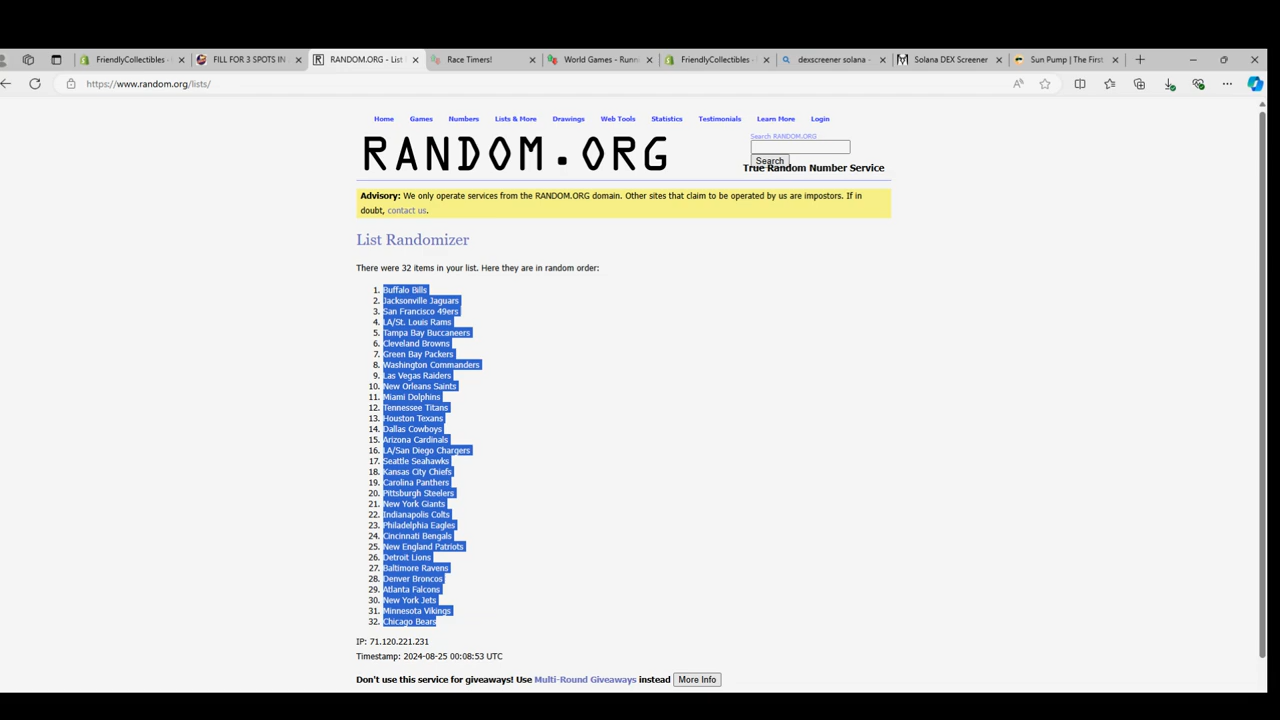 FriendlyCollectibles -
FILL FOR 3 SPOTS IN
RANDOM.ORG - List
Race Timers!
World Games - Runn
FriendlyCollectibles -
dexscreener solana -
Solana DEX Screener
Sun Pump | The First
https://www.random.org/lists/
Home Games Numbers Lists & More Drawings Web Tools Statistics Testimonials Learn More Login
RANDOM.ORG
Search RANDOM.ORG
Search
True Random Number Service
Advisory: We only operate services from the RANDOM.ORG domain. Other sites that claim to be operated by us are impostors. If in
doubt, contact us.
List Randomizer
There were 32 items in your list. Here they are in random order:
1. Buffalo Bills
2. Jacksonville Jaguars
3. San Francisco 49ers
4. LA/St. Louis Rams
5. Tampa Bay Buccaneers
6. Cleveland Browns
7. Green Bay Packers
8. Washington Commanders
9. Las Vegas Raiders
10. New Orleans Saints
11. Miami Dolphins
12. Tennessee Titans
13. Houston Texans
14. Dallas Cowboys
15. Arizona Cardinals
16. LA/San Diego Chargers
17. Seattle Seahawks
18. Kansas City Chiefs
19. Carolina Panthers
20. Pittsburgh Steelers
21. New York Giants
22. Indianapolis Colts
23. Philadelphia Eagles
24. Cincinnati Bengals
25. New England Patriots
26. Detroit Lions
27. Baltimore Ravens
28. Denver Broncos
29. Atlanta Falcons
30. New York Jets
31. Minnesota Vikings
32. Chicago Bears
IP: 71.120.221.231
Timestamp: 2024-08-25 00:08:53 UTC
Don't use this service for giveaways! Use Multi-Round Giveaways instead More Info